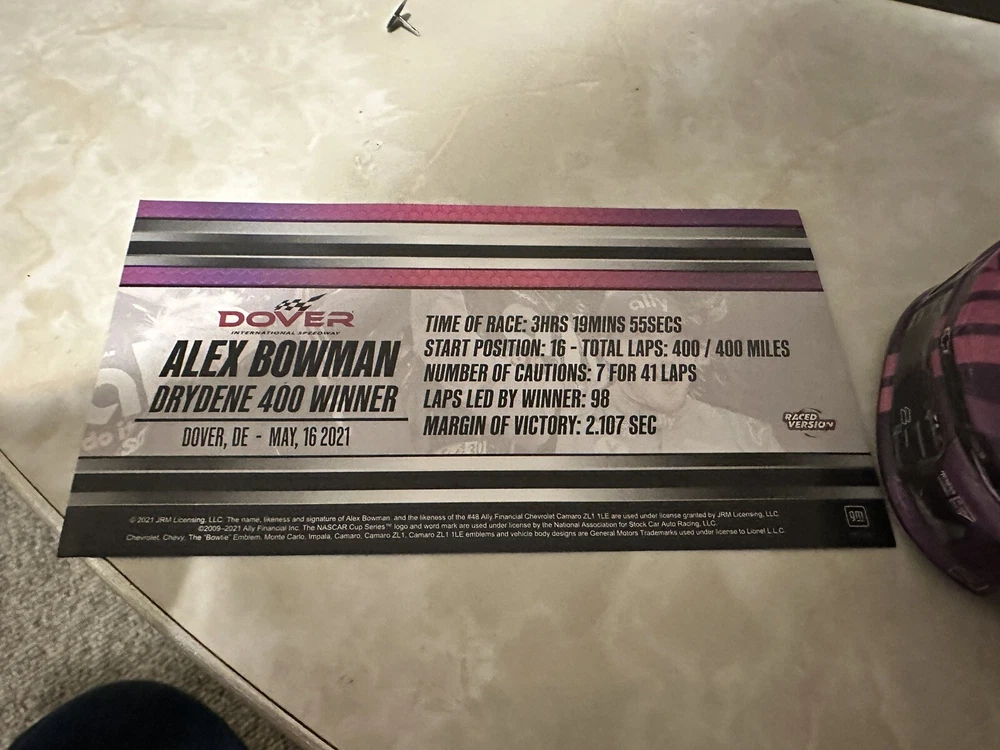 DOVER
INTERNATIONAL SPEEDWAY
ALEX BOWMAN
DRYDENE 400 WINNER
DOVER, DE - MAY, 16 2021
TIME OF RACE: 3HRS 19MINS 55SECS
START POSITION: 16 - TOTAL LAPS: 400 / 400 MILES
NUMBER OF CAUTIONS: 7 FOR 41 LAPS
LAPS LED BY WINNER: 98
MARGIN OF VICTORY: 2.107 SEC
ally
do it
RACED
VERSION
© 2021 JRM Licensing, LLC. The name, likeness and signature of Alex Bowman, and the likeness of the #48 Ally Financial Chevrolet Camaro ZL1 1LE are used under license granted by JRM Licensing, LLC.
©2009-2021 Ally Financial Inc. The NASCAR Cup Series™ logo and word mark are used under license by the National Association for Stock Car Auto Racing, LLC.
Chevrolet, Chevy, The "Bowtie" Emblem, Monte Carlo, Impala, Camaro, Camaro ZL1, Camaro ZL1 1LE emblems and vehicle body designs are General Motors Trademarks used under license to Lionel L.L.C.
gm